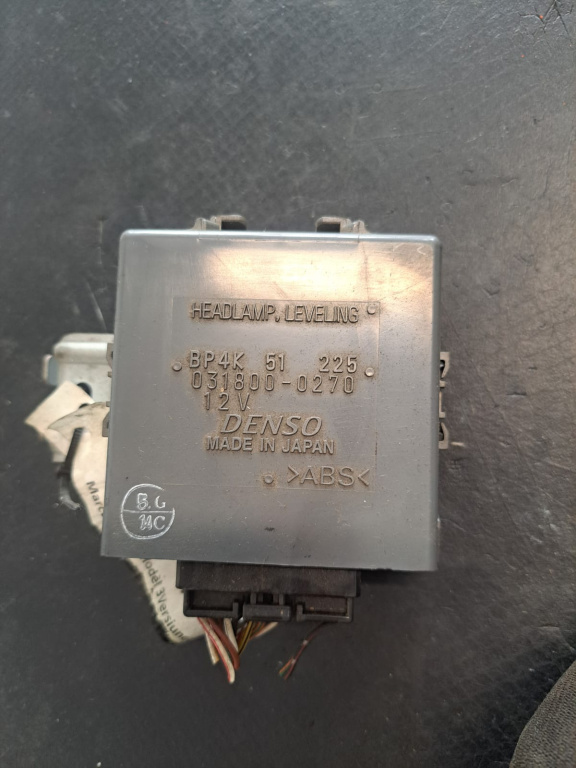 HEADLAMP, LEVELING
BP4K 51 225
031800-0270
12V
DENSO
MADE IN JAPAN
>ABS<